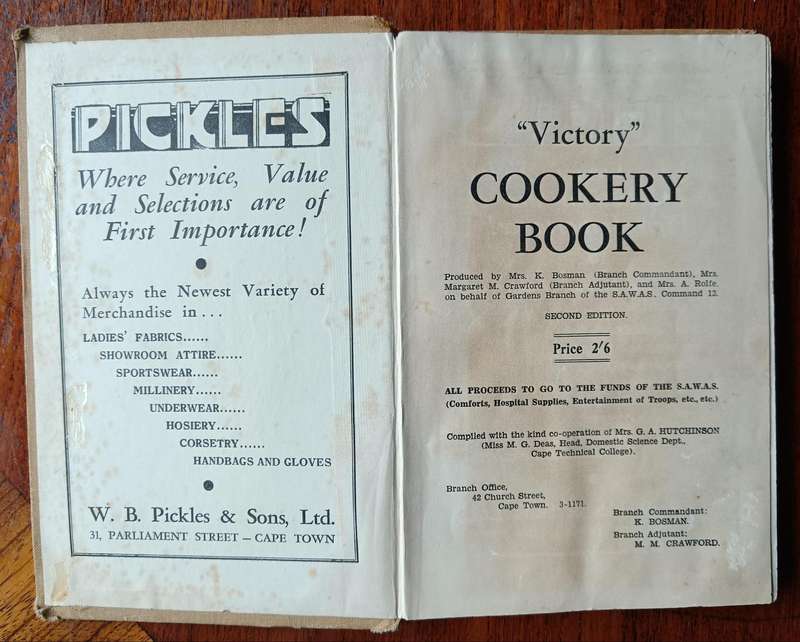 PICKLES
Where Service, Value
and Selections are of
First Importance!
●
Always the Newest Variety of
Merchandise in ...
LADIES' FABRICS......
SHOWROOM ATTIRE......
SPORTSWEAR......
MILLINERY......
UNDERWEAR......
HOSIERY......
CORSETRY......
HANDBAGS AND GLOVES
●
W. B. Pickles & Sons, Ltd.
31, PARLIAMENT STREET — CAPE TOWN
"Victory"
COOKERY
BOOK
Produced by Mrs. K. Bosman (Branch Commandant), Mrs.
Margaret M. Crawford (Branch Adjutant), and Mrs. A. Rolfe,
on behalf of Gardens Branch of the S.A.W.A.S. Command 12.
SECOND EDITION.
Price 2/6
ALL PROCEEDS TO GO TO THE FUNDS OF THE S.A.W.A.S.
(Comforts, Hospital Supplies, Entertainment of Troops, etc., etc.)
Compiled with the kind co-operation of Mrs. G. A. HUTCHINSON
(Miss M. G. Deas, Head, Domestic Science Dept.,
Cape Technical College).
Branch Office,
42 Church Street,
Cape Town. 3-1171.
Branch Commandant:
K. BOSMAN.
Branch Adjutant:
M. M. CRAWFORD.